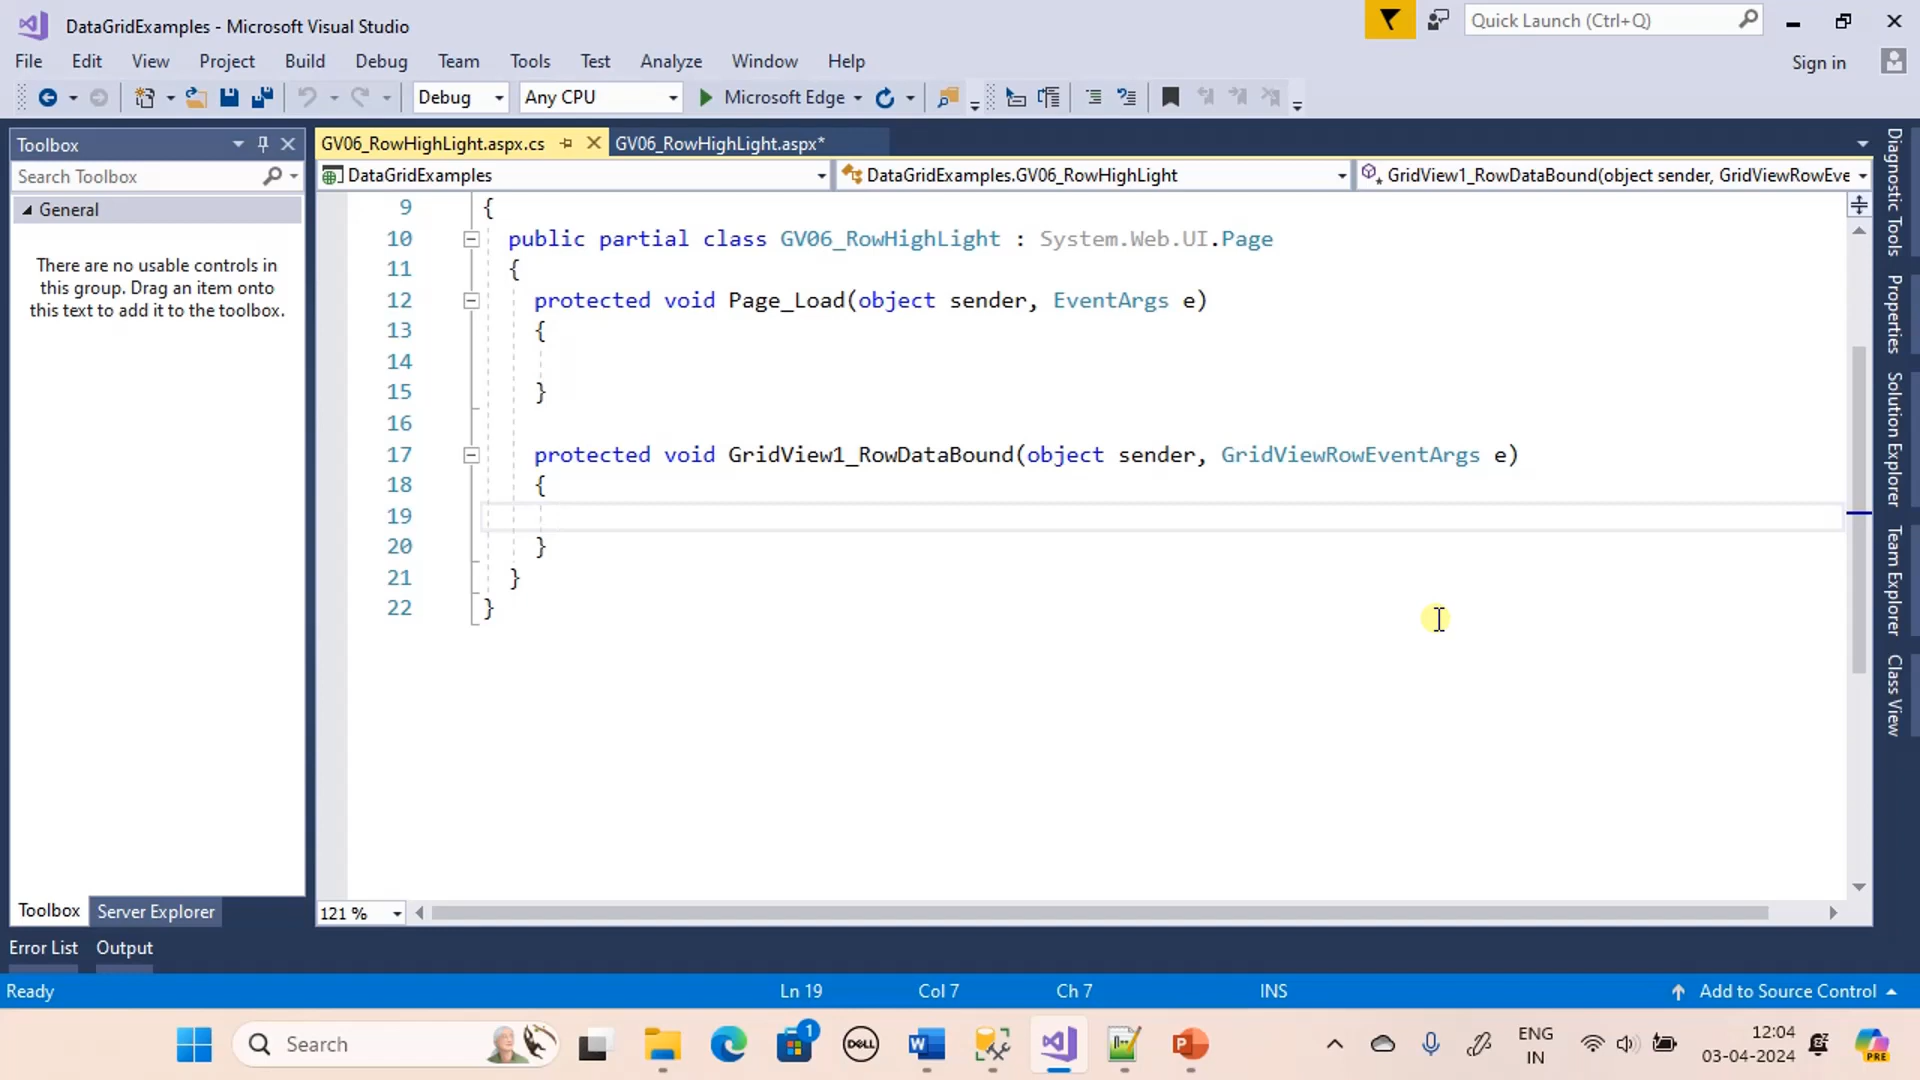 DataGridExamples - Microsoft Visual Studio
Quick Launch (Ctrl+Q)
File Edit View Project Build Debug Team Tools Test Analyze Window Help
Sign in
Debug Any CPU Microsoft Edge
Toolbox
Search Toolbox
General
There are no usable controls in
this group. Drag an item onto
this text to add it to the toolbox.
Toolbox Server Explorer
GV06_RowHighLight.aspx.cs GV06_RowHighLight.aspx*
DataGridExamples DataGridExamples.GV06_RowHighLight GridView1_RowDataBound(object sender, GridViewRowEve
9 {
10 public partial class GV06_RowHighLight : System.Web.UI.Page
11 {
12 protected void Page_Load(object sender, EventArgs e)
13 {
14
15 }
16
17 protected void GridView1_RowDataBound(object sender, GridViewRowEventArgs e)
18 {
19
20 }
21 }
22 }
121 %
Diagnostic Tools
Properties
Solution Explorer
Team Explorer
Class View
Error List Output
Ready Ln 19 Col 7 Ch 7 INS Add to Source Control
Search
1
DELL
ENG
IN
12:04
03-04-2024
PRE